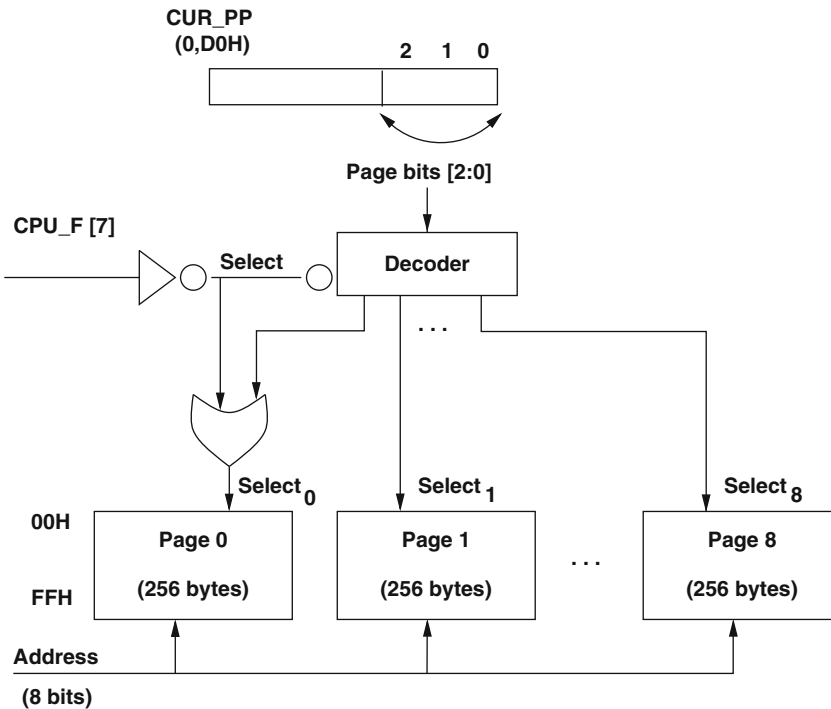 CUR_PP
(0,D0H)
2 1 0
Page bits [2:0]
CPU_F [7]
Select
Decoder
. . .
Select 0
Select 1
Select 8
00H
Page 0
Page 1
Page 8
. . .
FFH
(256 bytes)
(256 bytes)
(256 bytes)
Address
(8 bits)